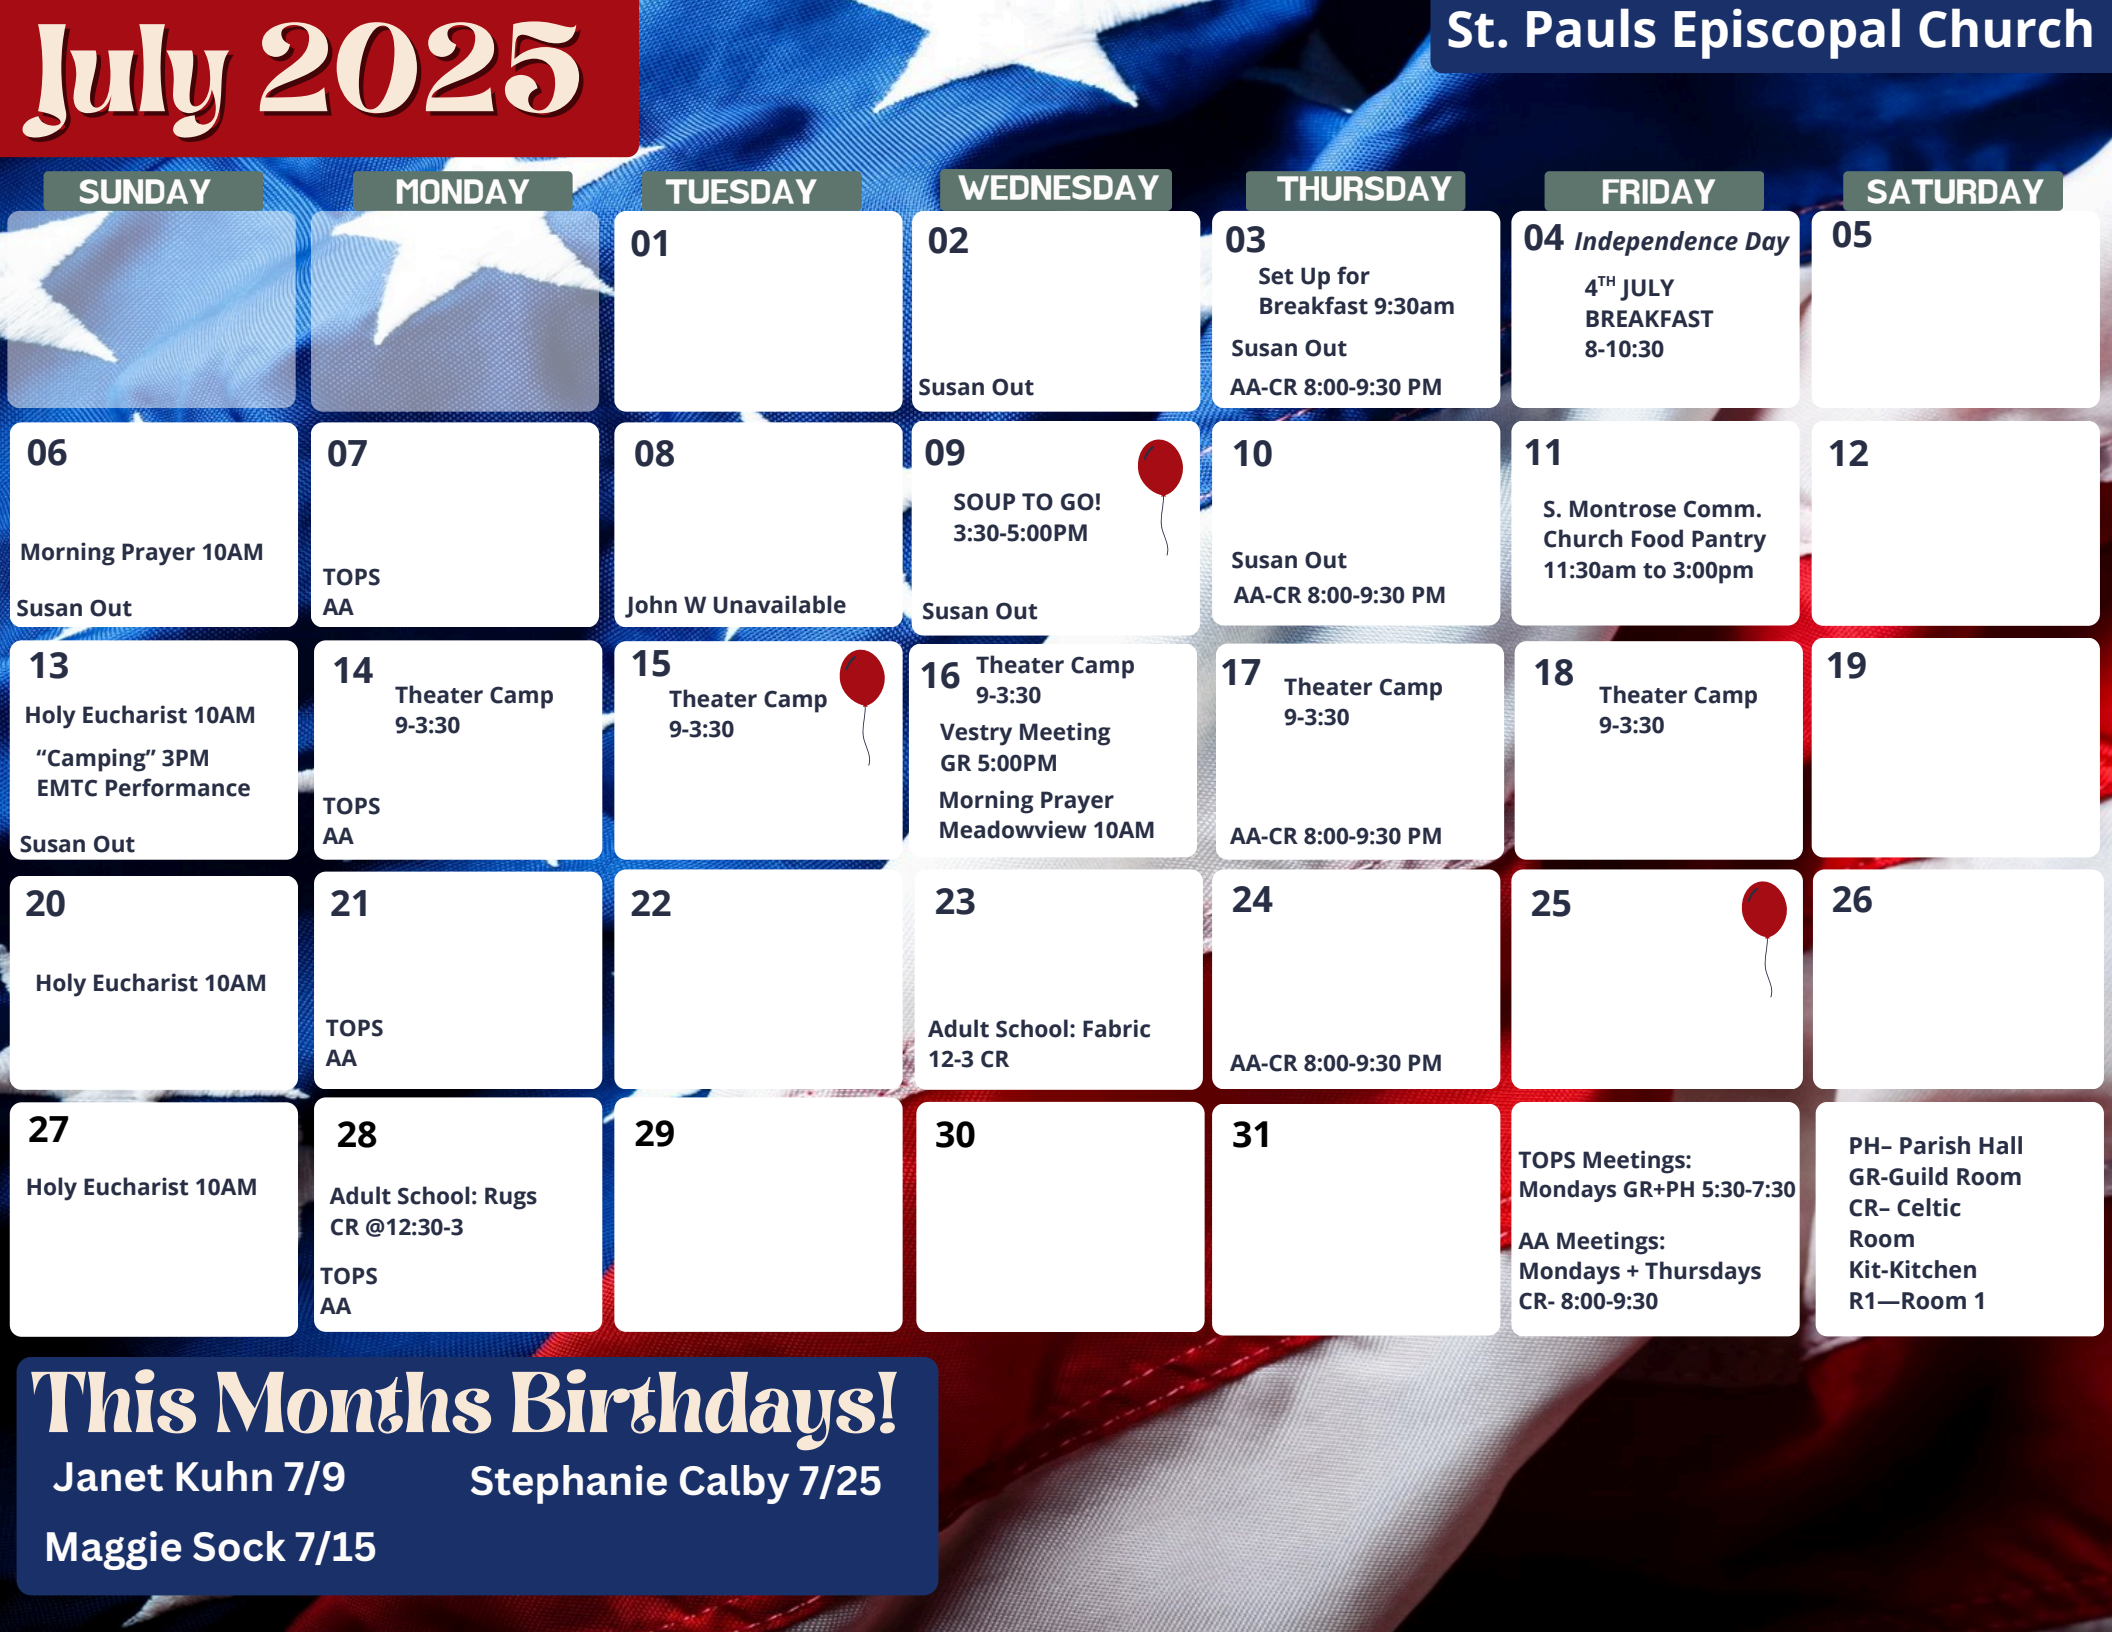 July 2025
St. Pauls Episcopal Church
SUNDAY
MONDAY
TUESDAY
WEDNESDAY
THURSDAY
FRIDAY
SATURDAY
01
02
Susan Out
03
Set Up for
Breakfast 9:30am
Susan Out
AA-CR 8:00-9:30 PM
04 Independence Day
4TH JULY
BREAKFAST
8-10:30
05
06
Morning Prayer 10AM
Susan Out
07
TOPS
AA
08
John W Unavailable
09
SOUP TO GO!
3:30-5:00PM
Susan Out
10
Susan Out
AA-CR 8:00-9:30 PM
11
S. Montrose Comm.
Church Food Pantry
11:30am to 3:00pm
12
13
Holy Eucharist 10AM
“Camping” 3PM
EMTC Performance
Susan Out
14
Theater Camp
9-3:30
TOPS
AA
15
Theater Camp
9-3:30
16
Theater Camp
9-3:30
Vestry Meeting
GR 5:00PM
Morning Prayer
Meadowview 10AM
17
Theater Camp
9-3:30
AA-CR 8:00-9:30 PM
18
Theater Camp
9-3:30
19
20
Holy Eucharist 10AM
21
TOPS
AA
22
23
Adult School: Fabric
12-3 CR
24
AA-CR 8:00-9:30 PM
25
26
27
Holy Eucharist 10AM
28
Adult School: Rugs
CR @12:30-3
TOPS
AA
29
30
31
TOPS Meetings:
Mondays GR+PH 5:30-7:30
AA Meetings:
Mondays + Thursdays
CR- 8:00-9:30
PH– Parish Hall
GR-Guild Room
CR– Celtic
Room
Kit-Kitchen
R1—Room 1
This Months Birthdays!
Janet Kuhn 7/9
Stephanie Calby 7/25
Maggie Sock 7/15